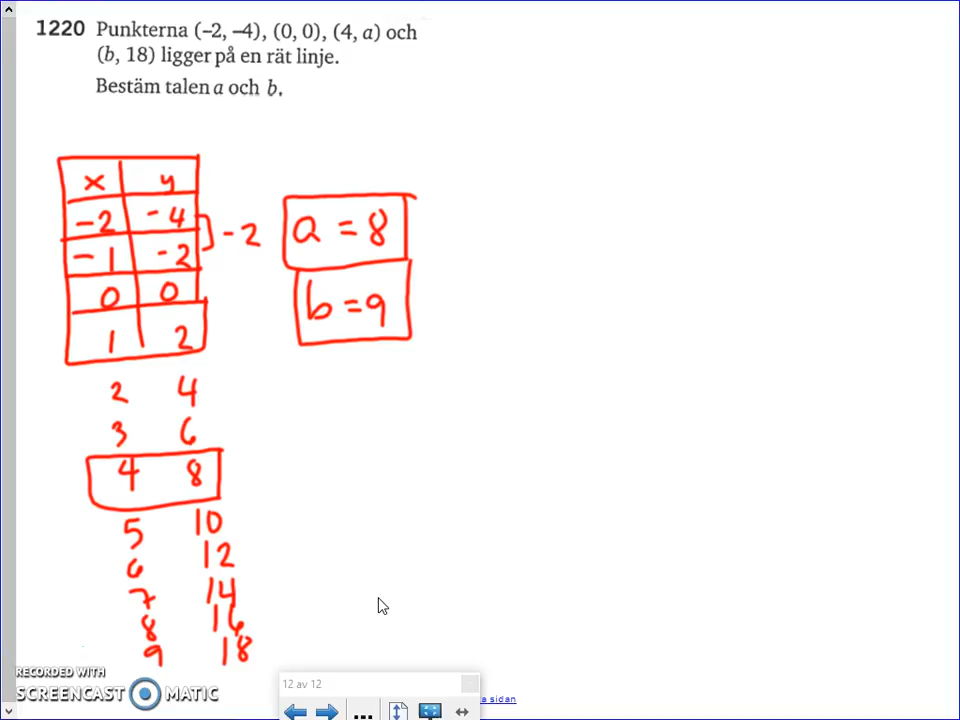 1220 Punkterna (–2, –4), (0, 0), (4, a) och
(b, 18) ligger på en rät linje.
Bestäm talen a och b.
x y
-2 -4
-1 -2
0 0
1 2
2 4
3 6
4 8
5 10
6 12
7 14
8 16
9 18
-2
a = 8
b = 9
RECORDED WITH
SCREENCAST MATIC
12 av 12
...
a sidan